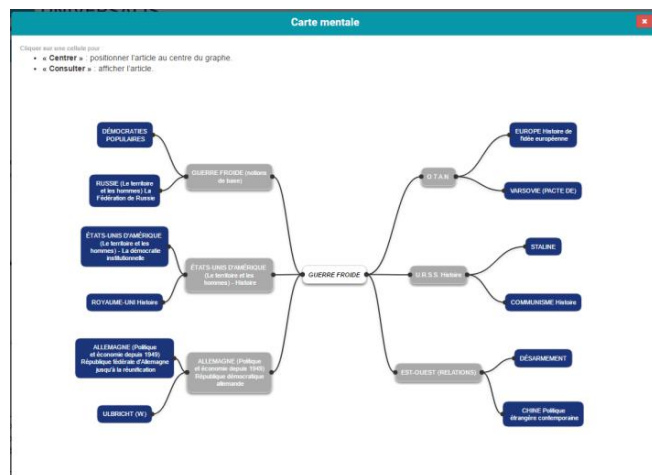 UNIVERSALIS
Carte mentale
Cliquer sur une cellule pour
• « Centrer » : positionner l'article au centre du graphe.
• « Consulter » : afficher l'article.
DÉMOCRATIES
POPULAIRES
RUSSIE (Le territoire
et les hommes) La
Fédération de Russie
GUERRE FROIDE (notions
de base)
ÉTATS-UNIS D'AMÉRIQUE
(Le territoire et les
hommes) - La démocratie
institutionnelle
ROYAUME-UNI Histoire
ÉTATS-UNIS D'AMÉRIQUE
(Le territoire et les
hommes) - Histoire
ALLEMAGNE (Politique
et économie depuis 1949)
République fédérale d'Allemagne
jusqu'à la réunification
ULBRICHT (W.)
ALLEMAGNE (Politique
et économie depuis 1949)
République démocratique
allemande
GUERRE FROIDE
O.T.A.N.
EUROPE Histoire de
l'idée européenne
VARSOVIE (PACTE DE)
U.R.S.S. Histoire
STALINE
COMMUNISME Histoire
EST-OUEST (RELATIONS)
DÉSARMEMENT
CHINE Politique
étrangère contemporaine